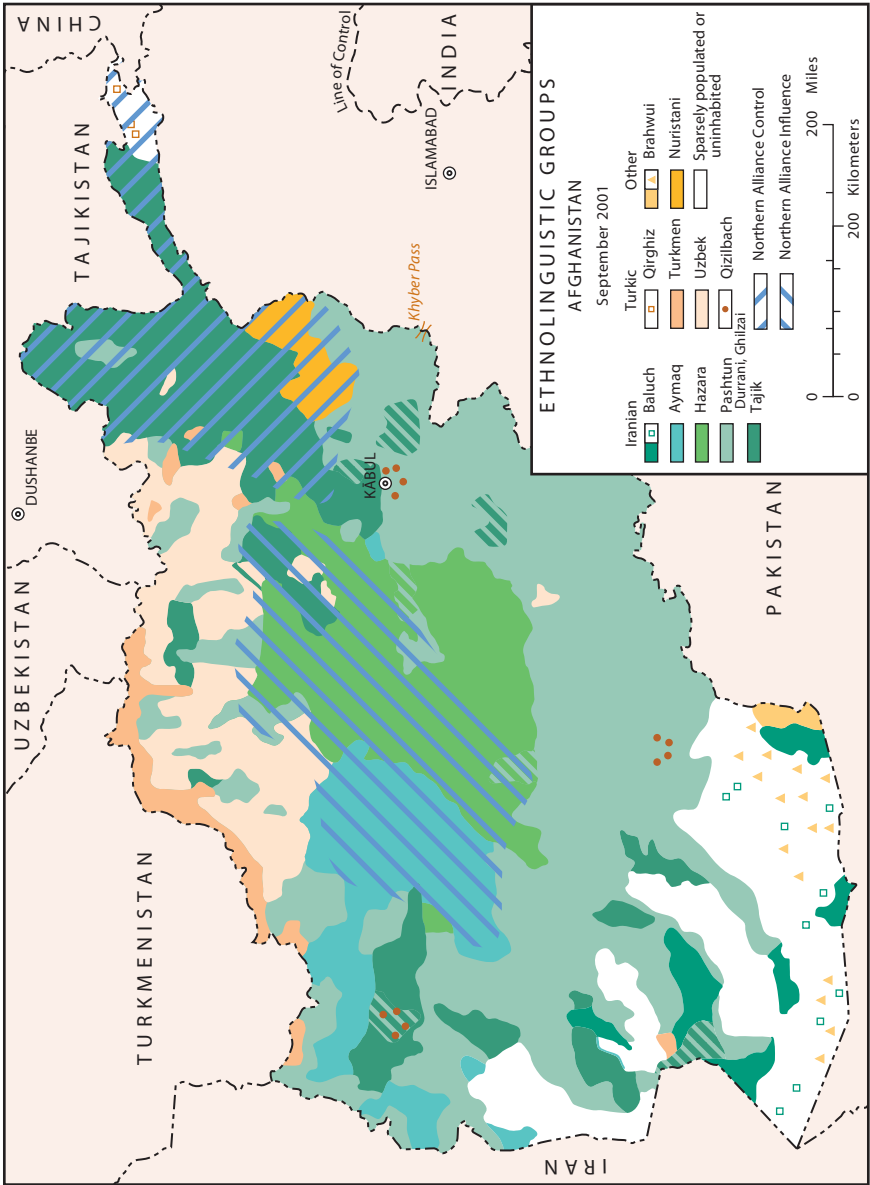 CHINA
TAJIKISTAN
DUSHANBE
UZBEKISTAN
TURKMENISTAN
IRAN
PAKISTAN
INDIA
Line of Control
ISLAMABAD
Khyber Pass
KĀBUL
ETHNOLINGUISTIC GROUPS
AFGHANISTAN
September 2001
Iranian
Baluch
Aymaq
Hazara
Pashtun
Durrani, Ghilzai
Tajik
Turkic
Qirghiz
Turkmen
Uzbek
Qizilbach
Other
Brahwui
Nuristani
Sparsely populated or
uninhabited
Northern Alliance Control
Northern Alliance Influence
0 200 Miles
0 200 Kilometers